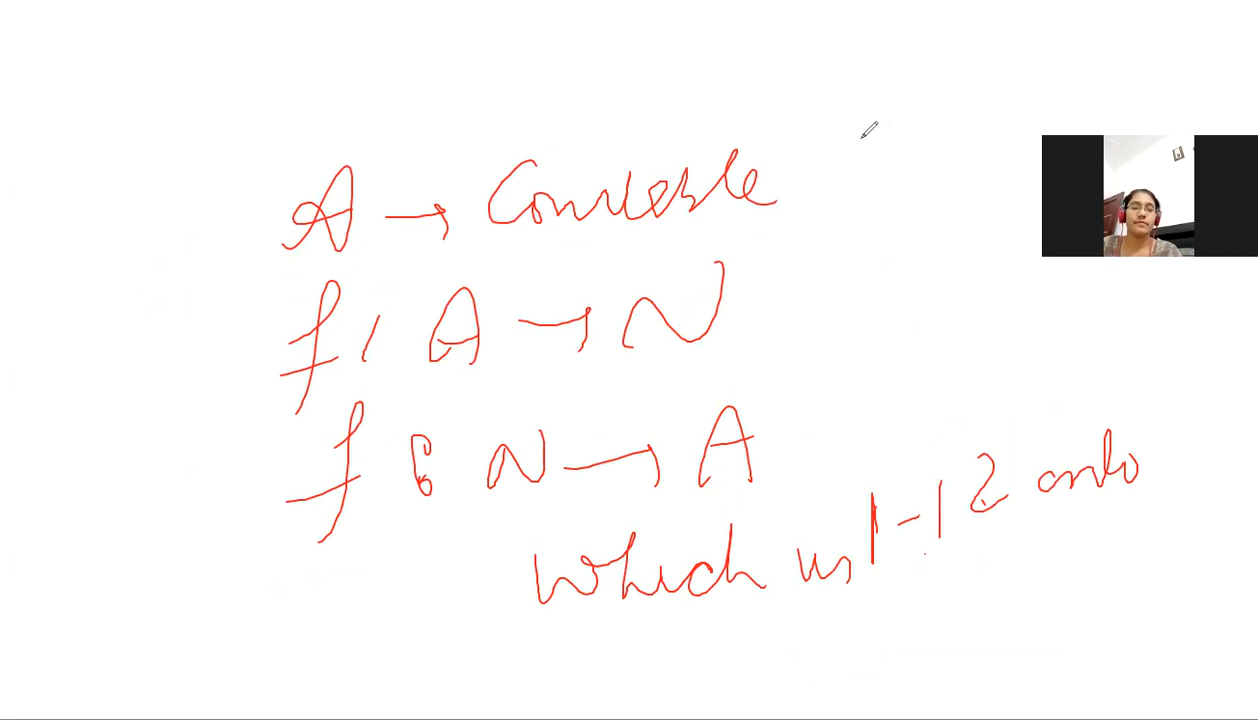 A → Countable
f : A → N
f : N → A
which is 1-1 & onto